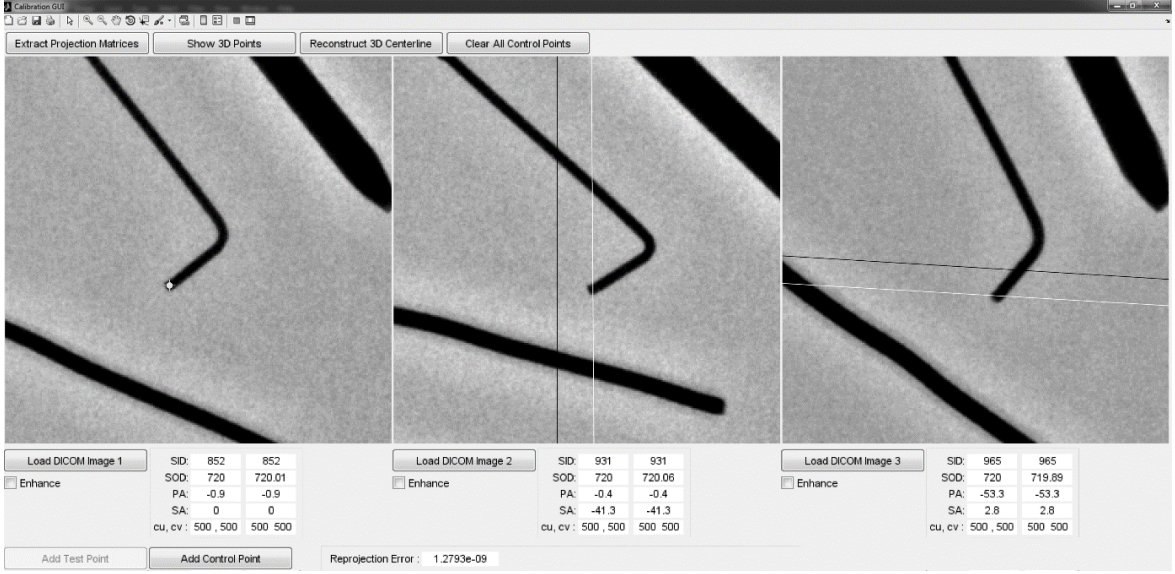 Calibration GUI
Extract Projection Matrices Show 3D Points Reconstruct 3D Centerline Clear All Control Points
Load DICOM Image 1 SID: 852 852 Load DICOM Image 2 SID: 931 931 Load DICOM Image 3 SID: 965 965
Enhance SOD: 720 720.01 Enhance SOD: 720 720.06 Enhance SOD: 720 719.89
PA: -0.9 -0.9 PA: -0.4 -0.4 PA: -53.3 -53.3
SA: 0 0 SA: -41.3 -41.3 SA: 2.8 2.8
cu, cv : 500 , 500 500 500 cu, cv : 500 , 500 500 500 cu, cv : 500 , 500 500 500
Add Test Point Add Control Point Reprojection Error : 1.2793e-09